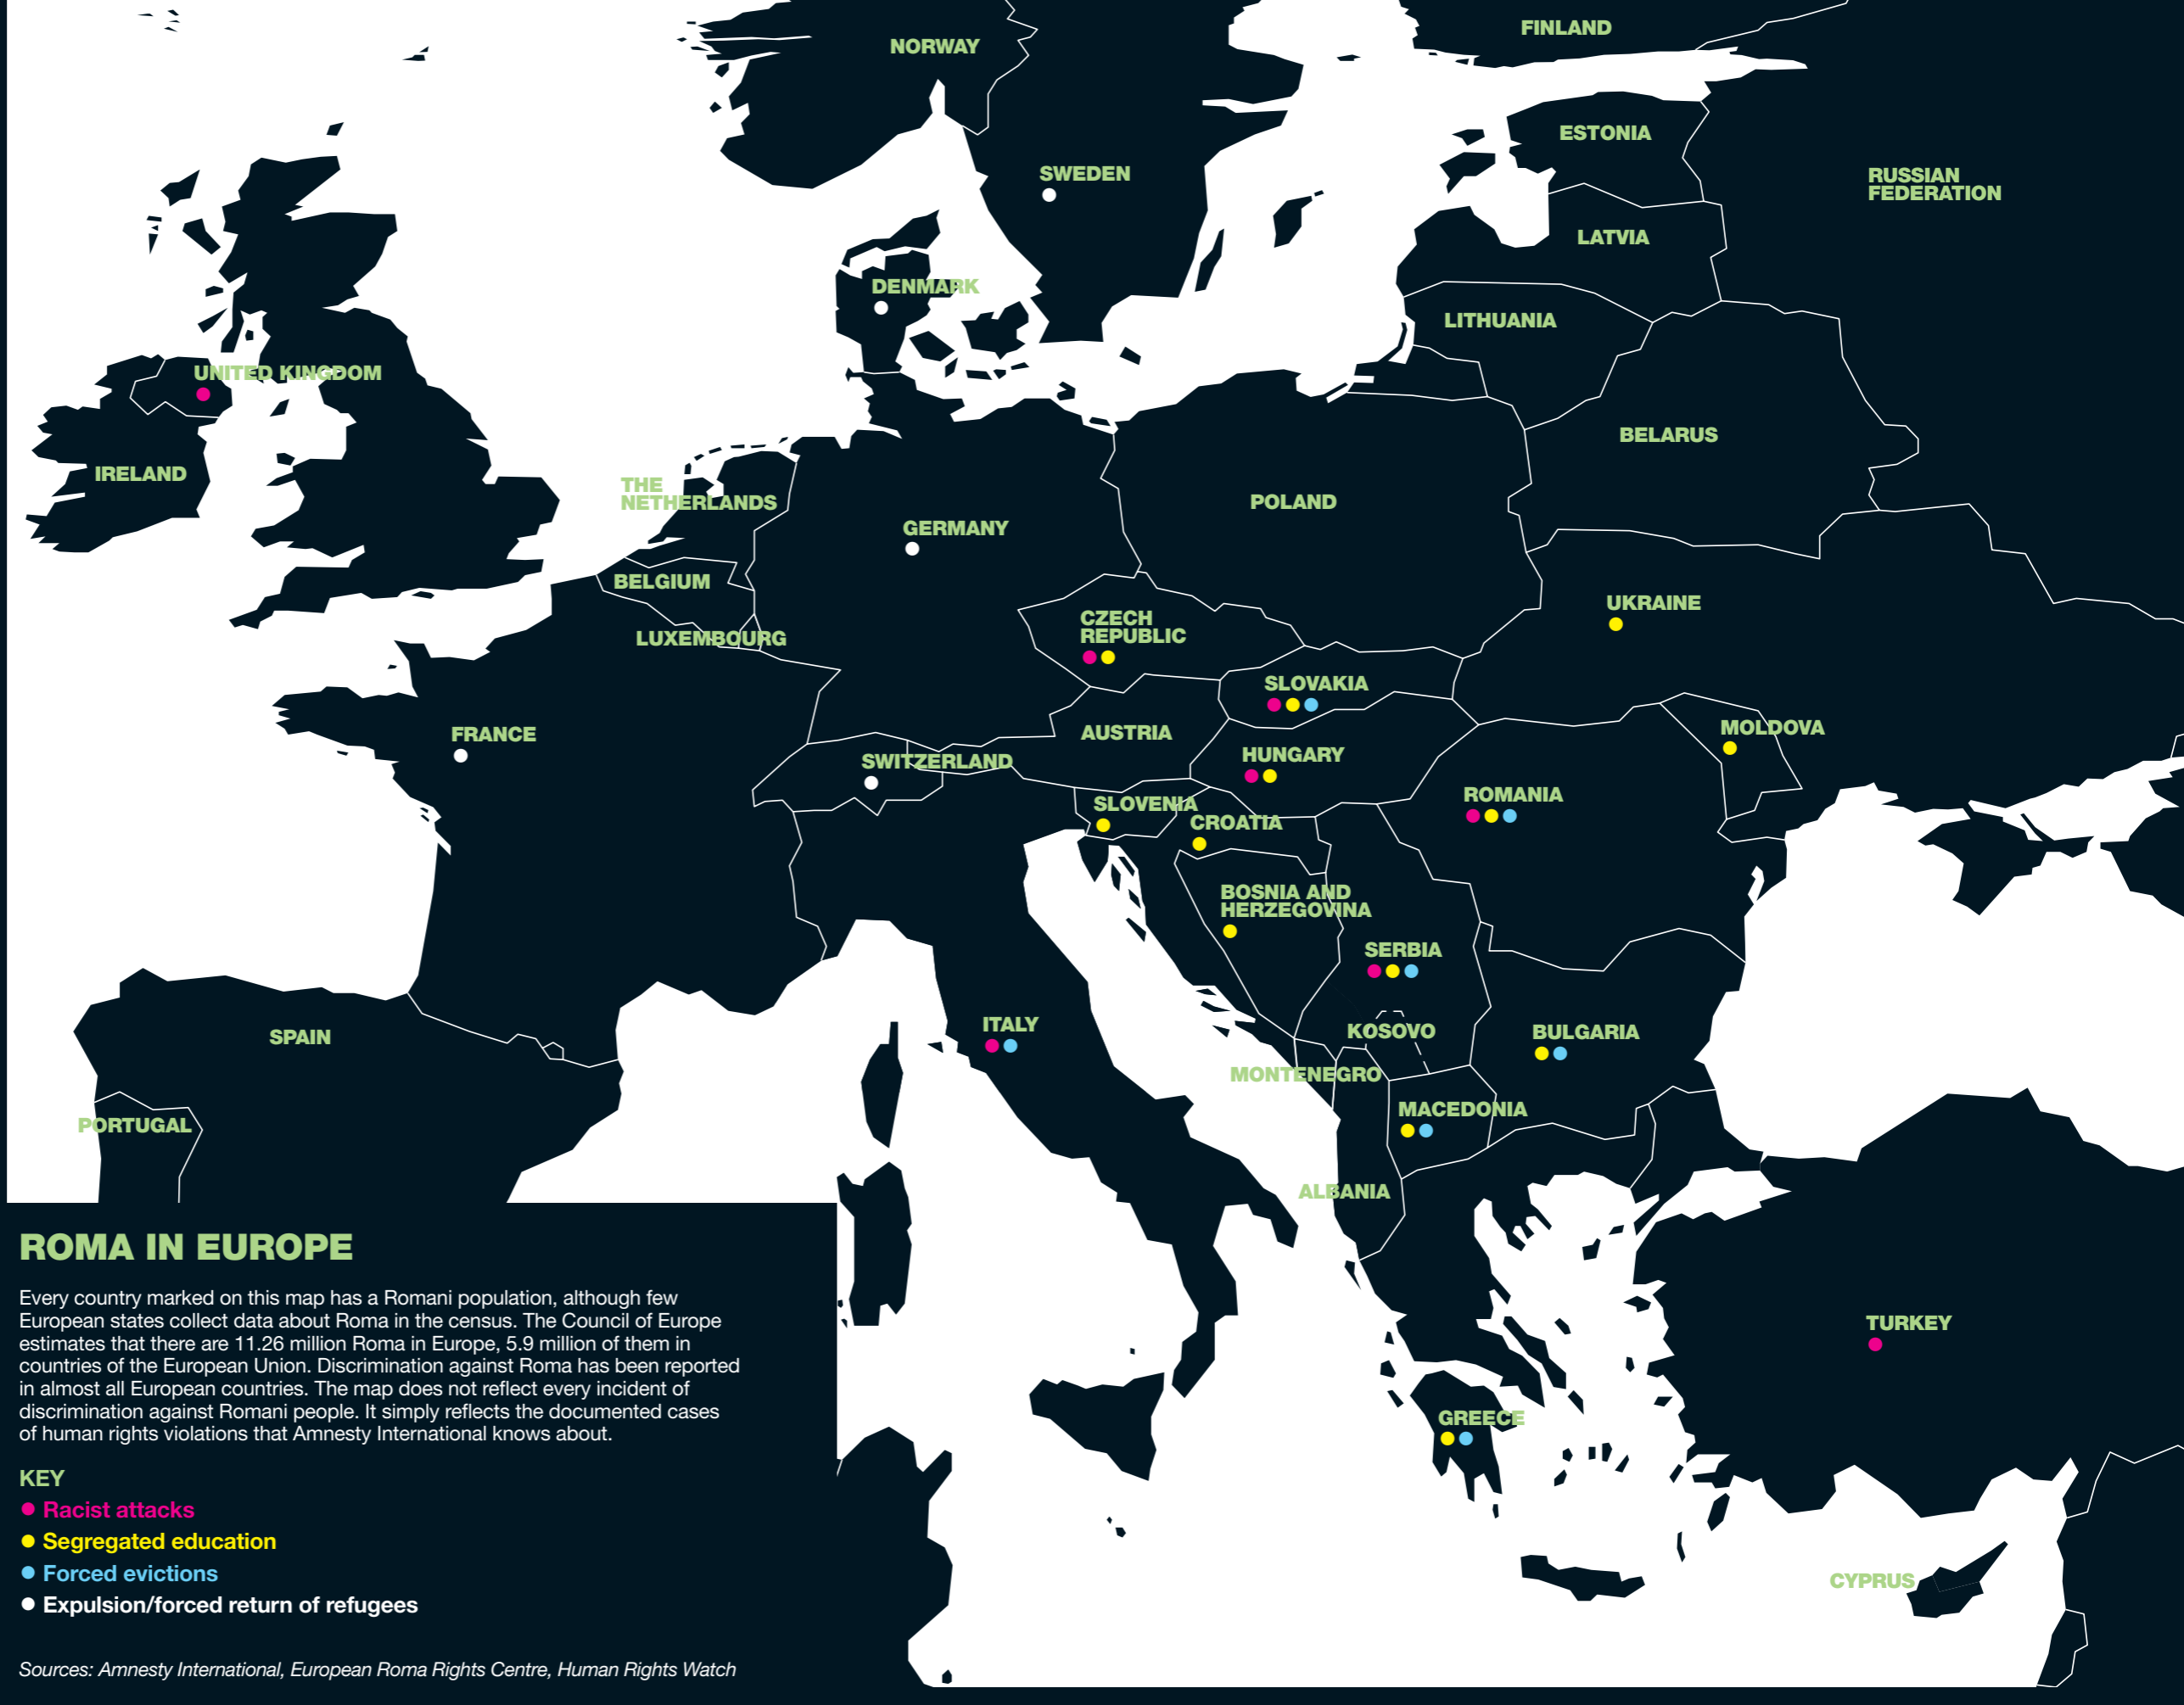 NORWAY
FINLAND
ESTONIA
SWEDEN
RUSSIAN
FEDERATION
LATVIA
DENMARK
LITHUANIA
UNITED KINGDOM
BELARUS
IRELAND
THE
NETHERLANDS
POLAND
GERMANY
BELGIUM
UKRAINE
CZECH
REPUBLIC
LUXEMBOURG
SLOVAKIA
FRANCE
AUSTRIA
MOLDOVA
SWITZERLAND
HUNGARY
SLOVENIA
ROMANIA
CROATIA
BOSNIA AND
HERZEGOVINA
SERBIA
ITALY
SPAIN
KOSOVO
BULGARIA
MONTENEGRO
MACEDONIA
PORTUGAL
ALBANIA
TURKEY
GREECE
CYPRUS
ROMA IN EUROPE
Every country marked on this map has a Romani population, although few
European states collect data about Roma in the census. The Council of Europe
estimates that there are 11.26 million Roma in Europe, 5.9 million of them in
countries of the European Union. Discrimination against Roma has been reported
in almost all European countries. The map does not reflect every incident of
discrimination against Romani people. It simply reflects the documented cases
of human rights violations that Amnesty International knows about.
KEY
Racist attacks
Segregated education
Forced evictions
Expulsion/forced return of refugees
Sources: Amnesty International, European Roma Rights Centre, Human Rights Watch